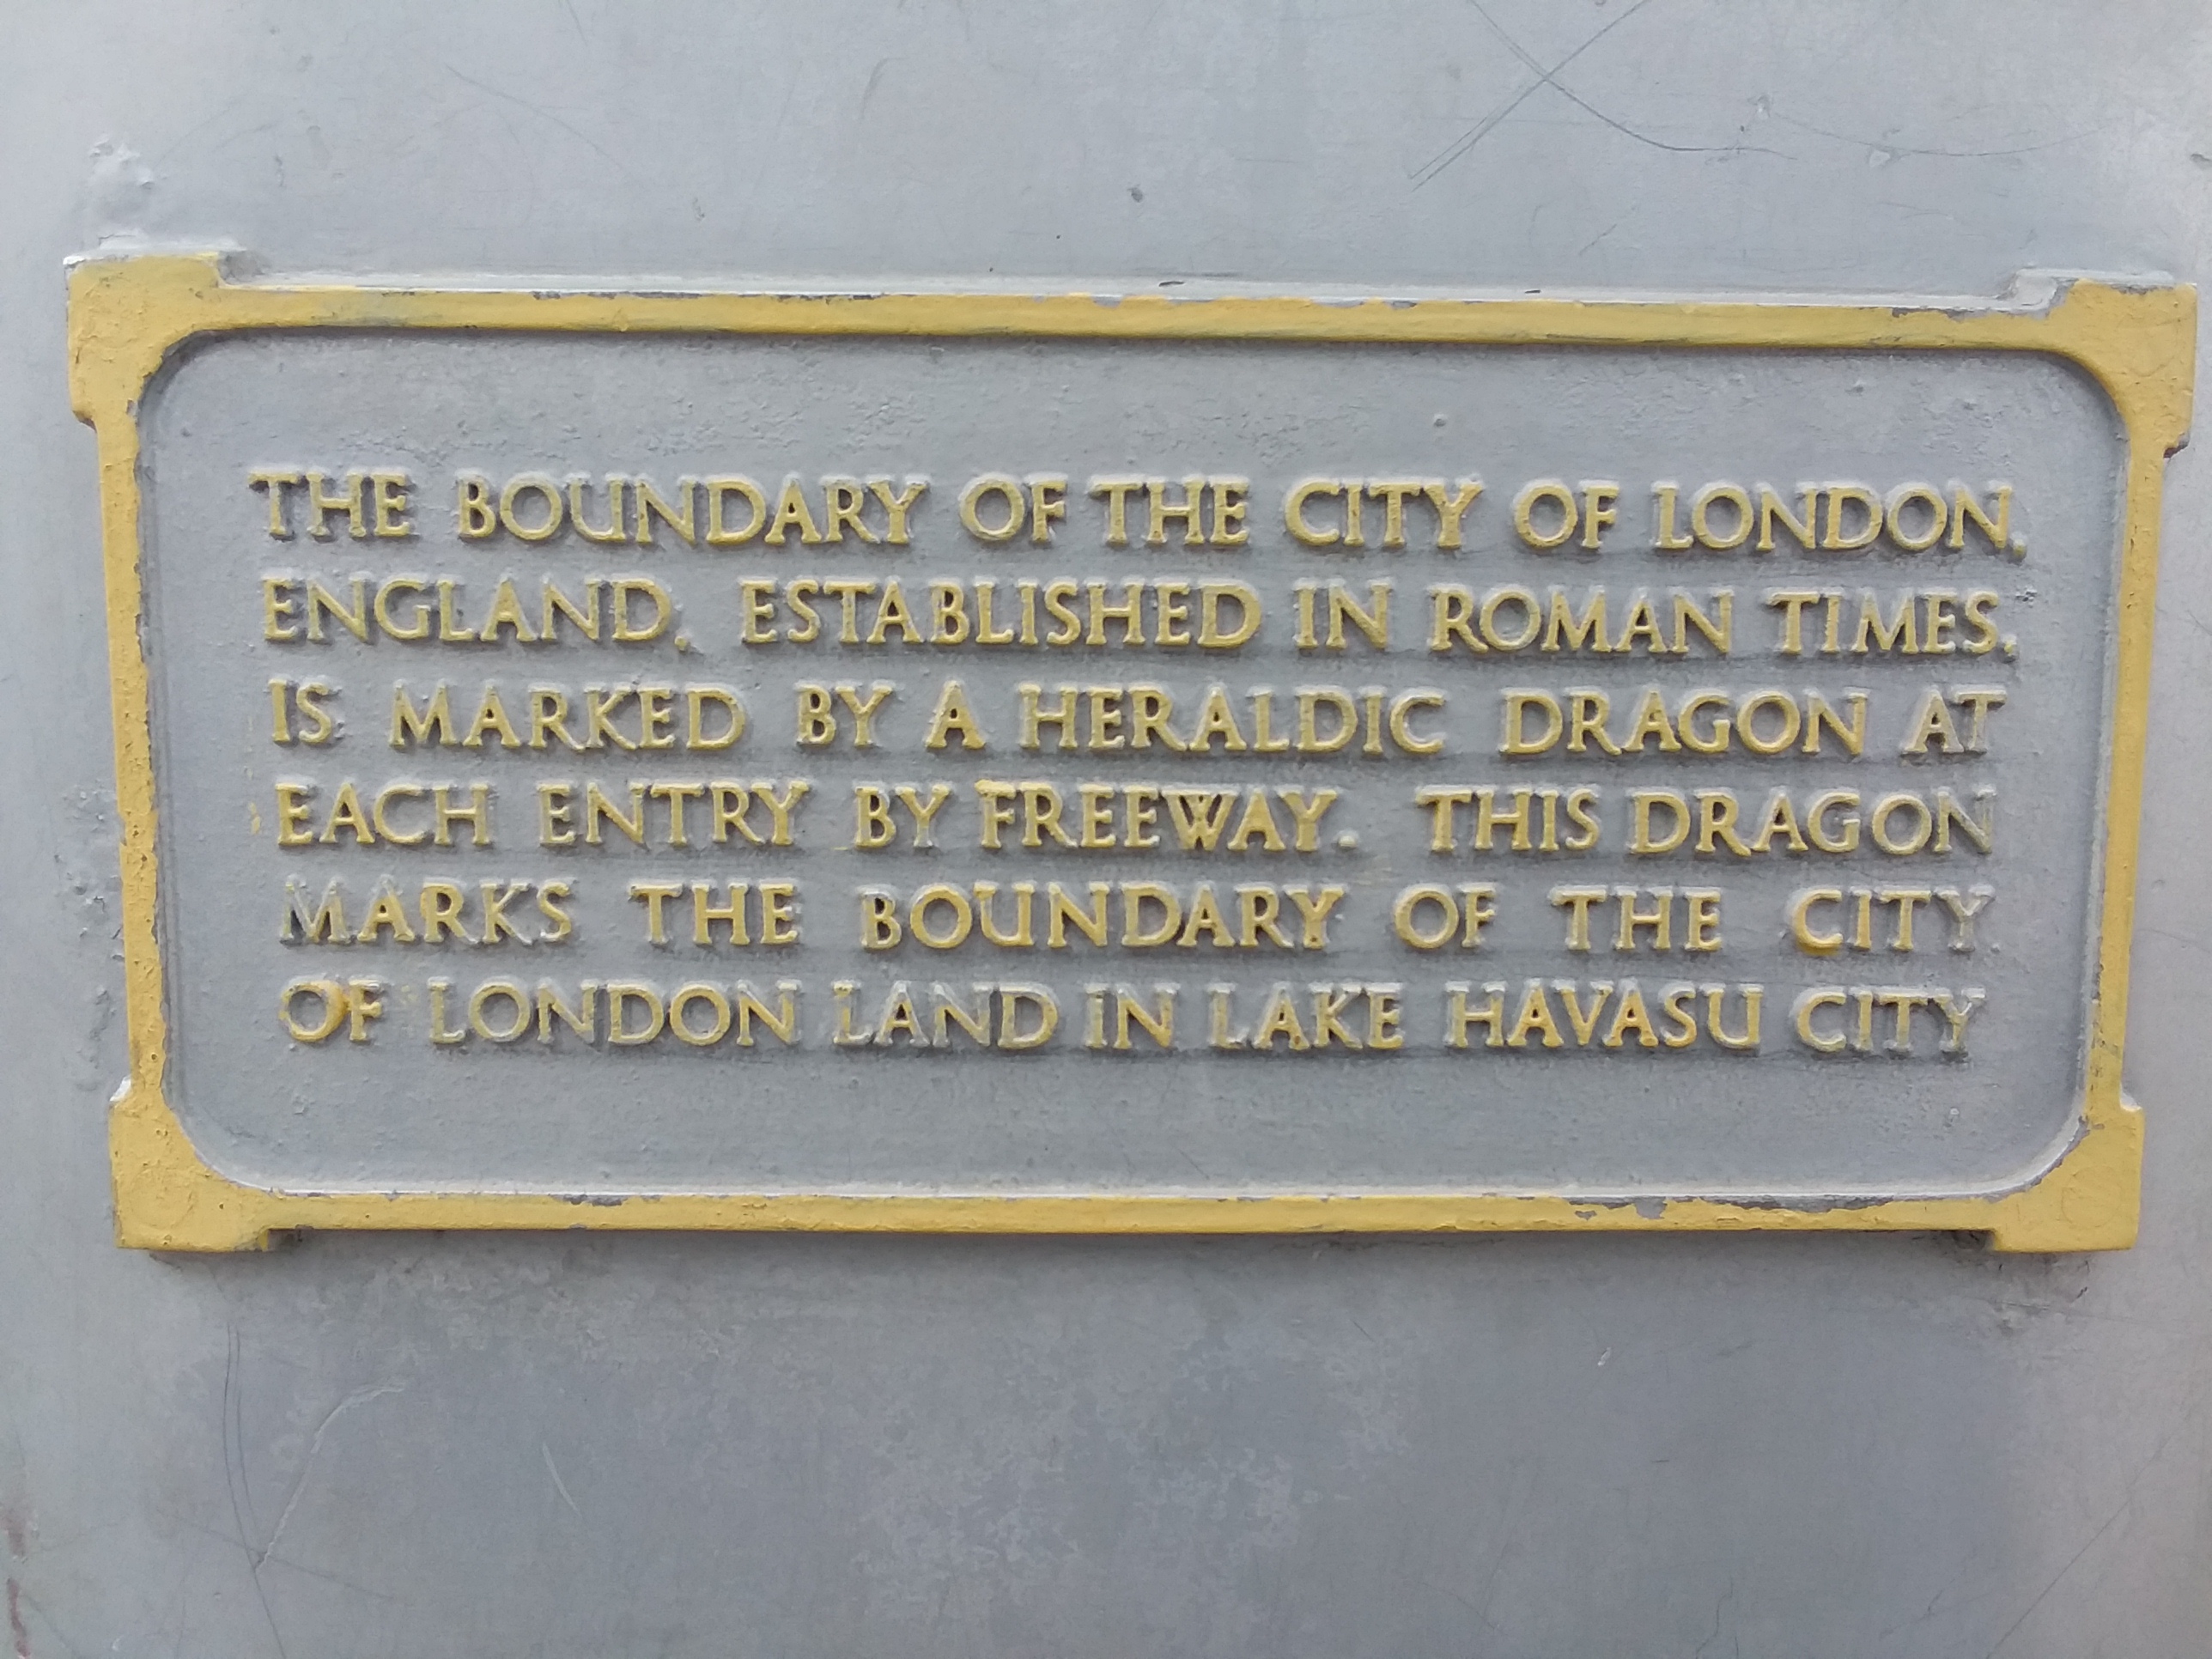 THE BOUNDARY OF THE CITY OF LONDON,
ENGLAND, ESTABLISHED IN ROMAN TIMES,
IS MARKED BY A HERALDIC DRAGON AT
EACH ENTRY BY FREEWAY. THIS DRAGON
MARKS THE BOUNDARY OF THE CITY
OF LONDON LAND IN LAKE HAVASU CITY